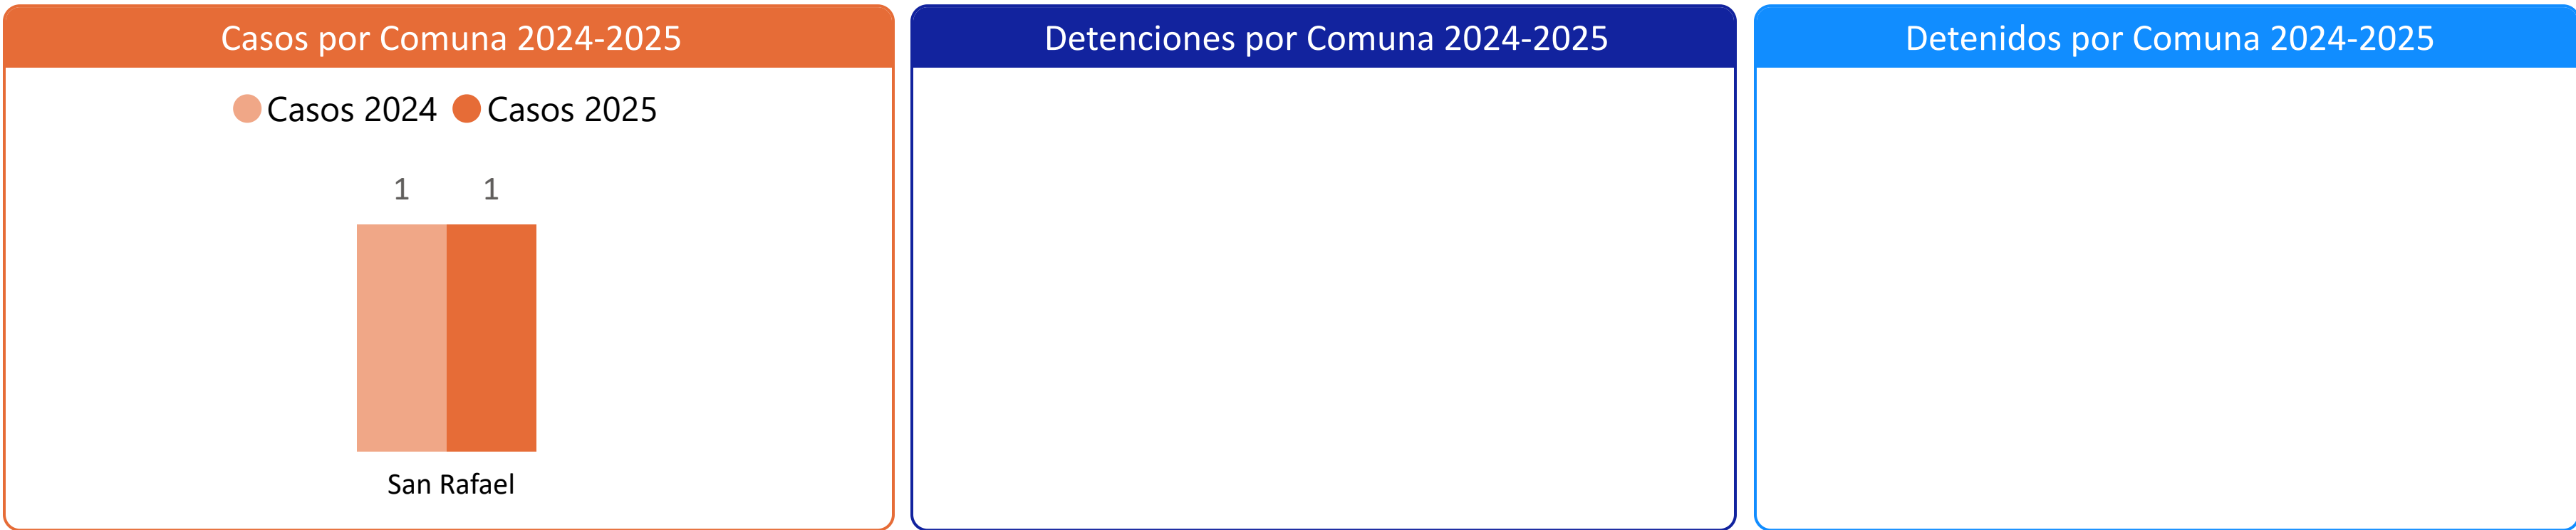 Casos por Comuna 2024-2025
Casos 2024 Casos 2025
1 1
San Rafael
Detenciones por Comuna 2024-2025
Detenidos por Comuna 2024-2025